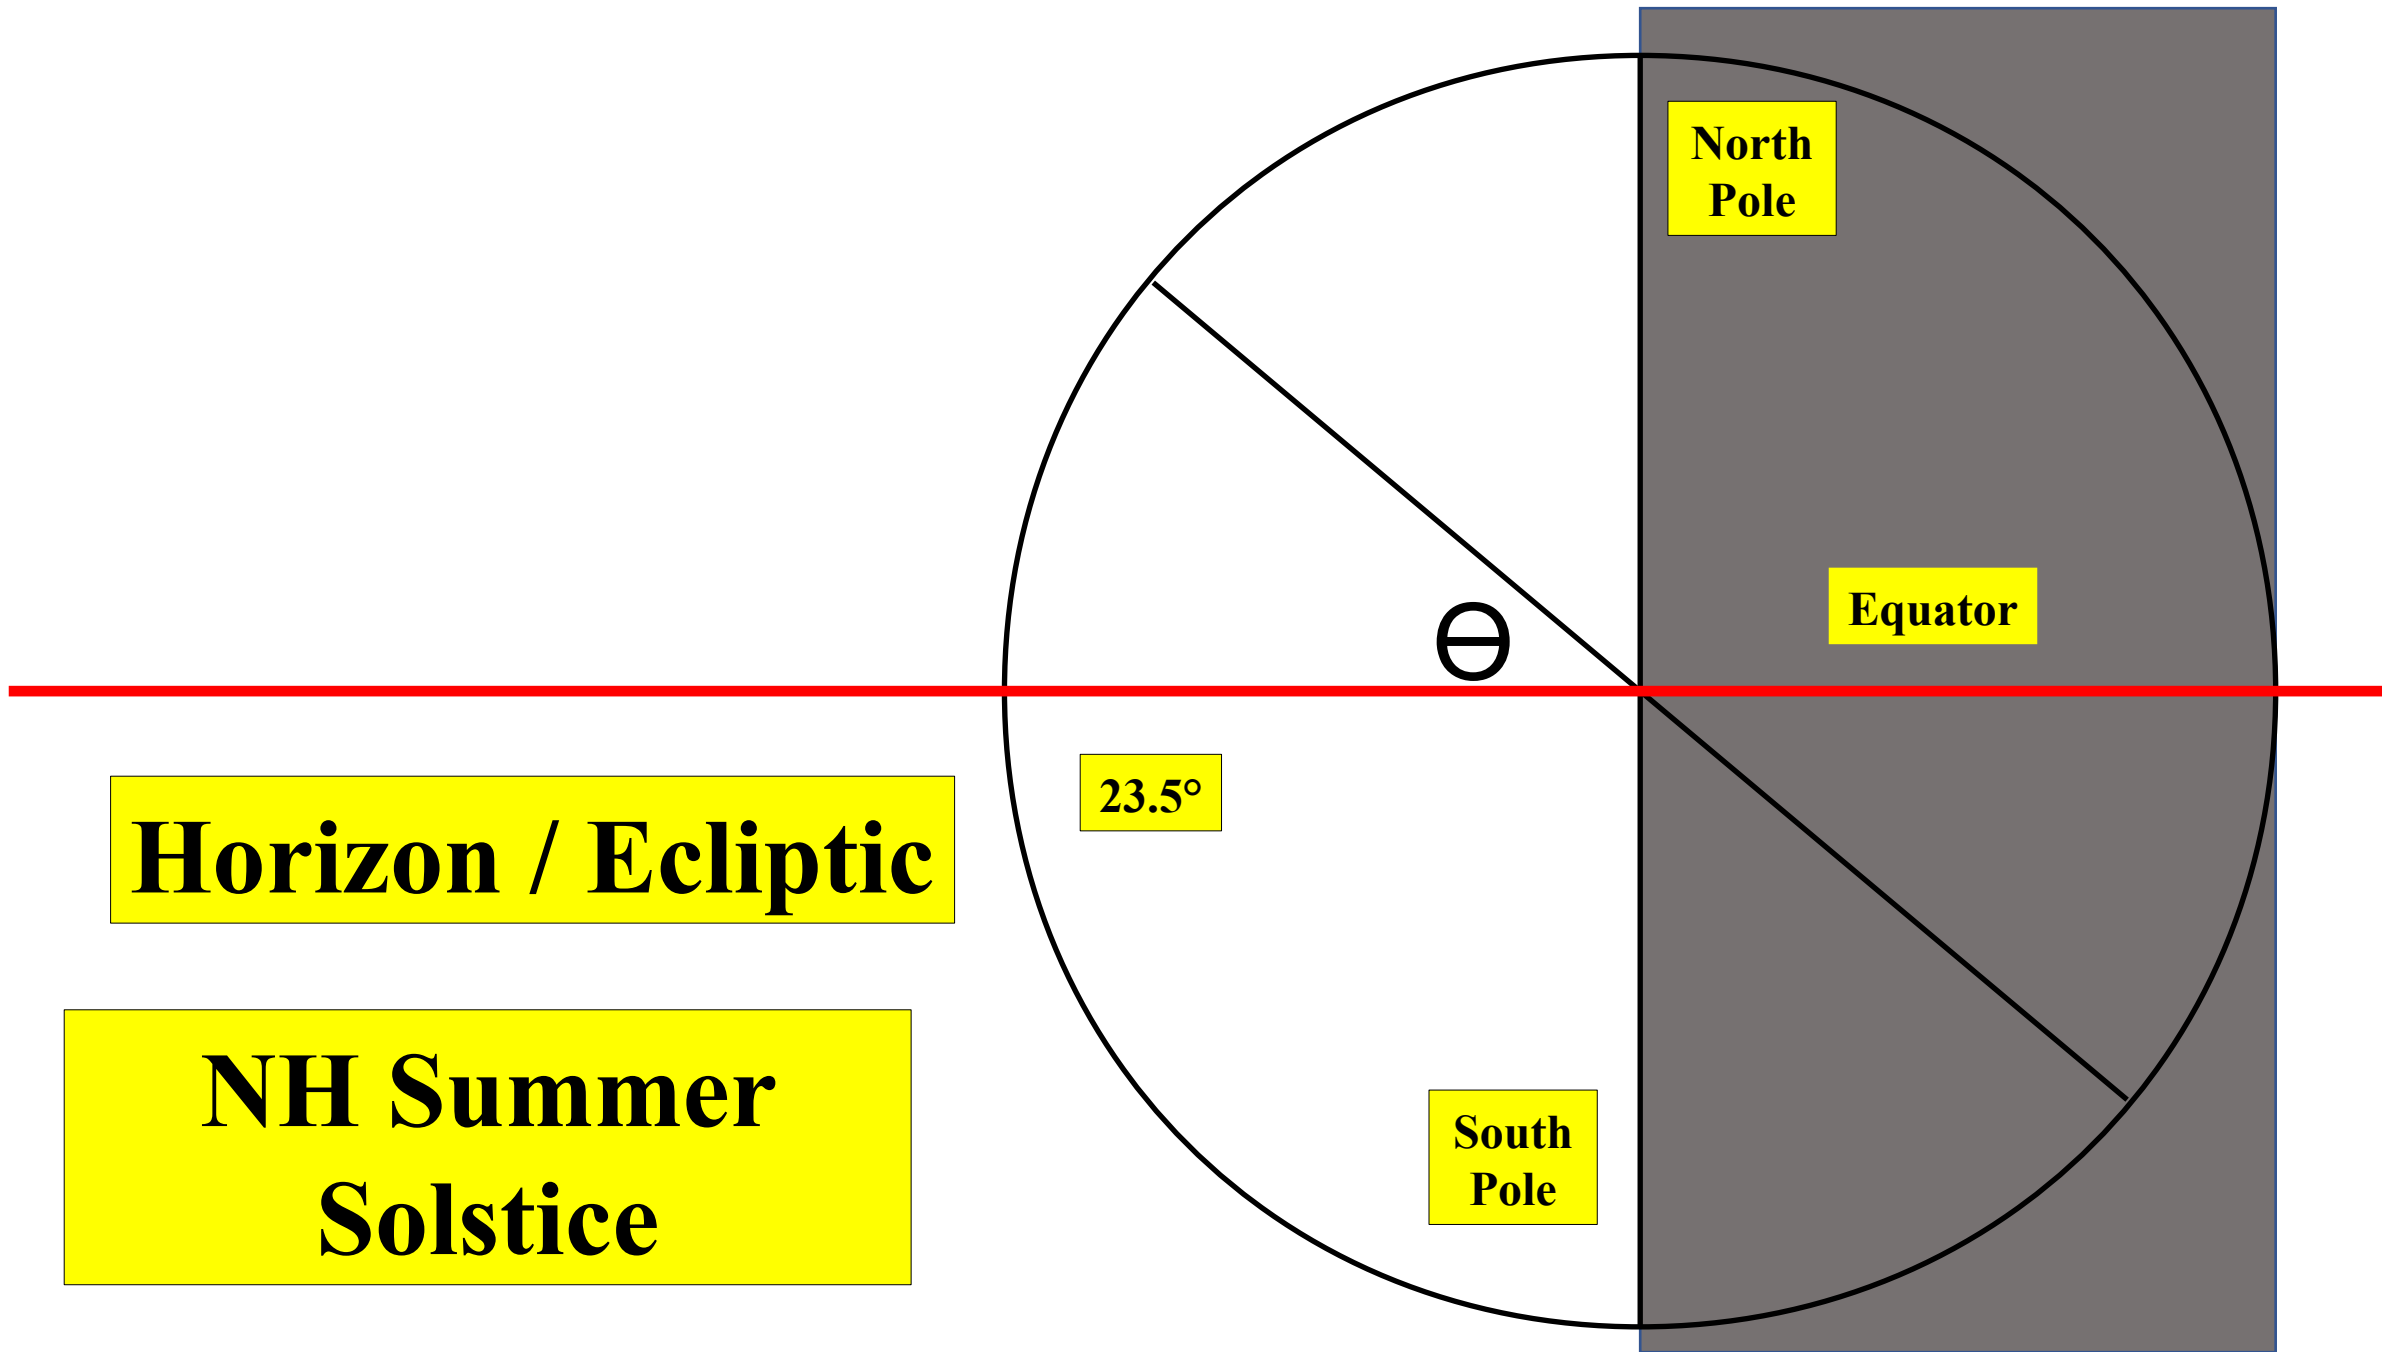 North
Pole
Equator
Ɵ
23.5°
Horizon / Ecliptic
NH Summer
Solstice
South
Pole